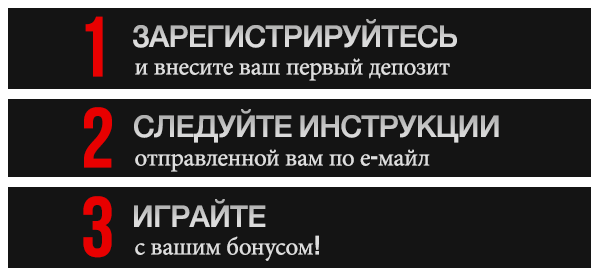 1 ЗАРЕГИСТРИРУЙТЕСЬ
и внесите ваш первый депозит
2 СЛЕДУЙТЕ ИНСТРУКЦИИ
отправленной вам по е-майл
3 ИГРАЙТЕ
с вашим бонусом!